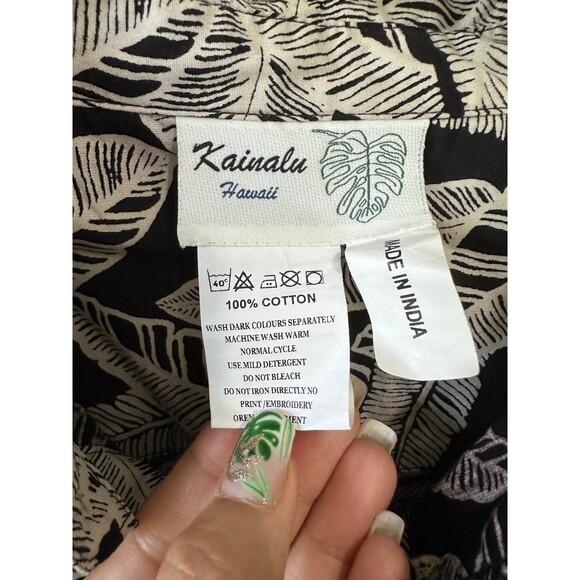 Kainalu
Hawaii
40°
100% COTTON
WASH DARK COLOURS SEPARATELY
MACHINE WASH WARM
NORMAL CYCLE
USE MILD DETERGENT
DO NOT BLEACH
DO NOT IRON DIRECTLY NO
PRINT/EMBROIDERY
MADE IN INDIA